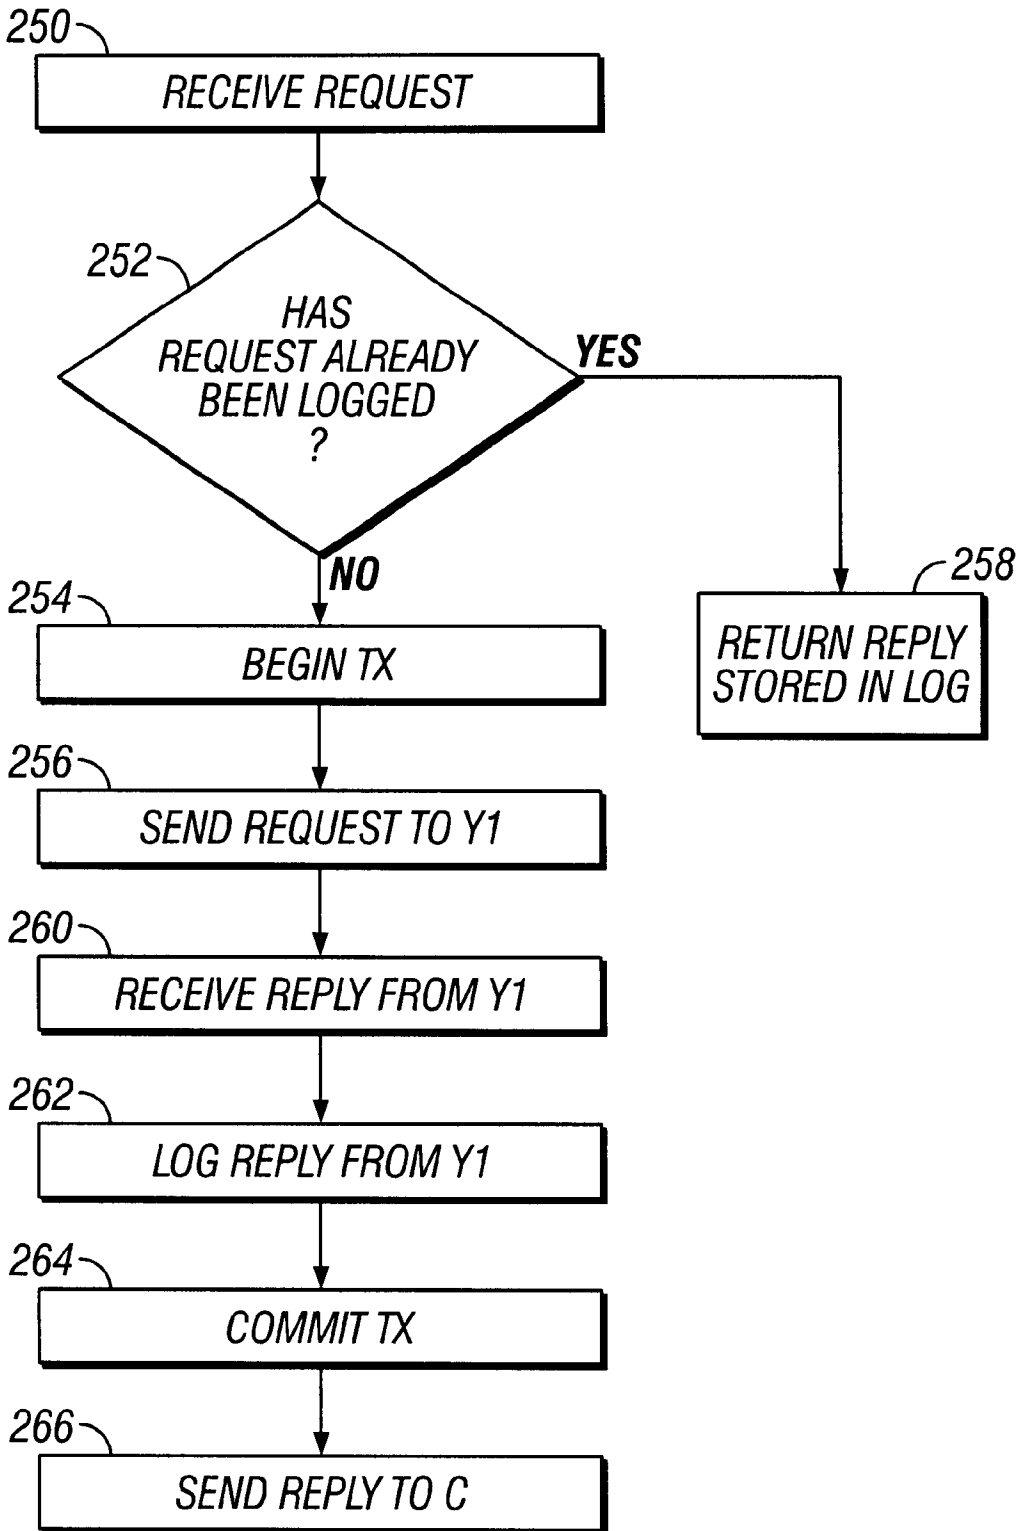 250
RECEIVE REQUEST
252
HAS
REQUEST ALREADY
BEEN LOGGED
?
YES
NO
254
BEGIN TX
258
RETURN REPLY
STORED IN LOG
256
SEND REQUEST TO Y1
260
RECEIVE REPLY FROM Y1
262
LOG REPLY FROM Y1
264
COMMIT TX
266
SEND REPLY TO C